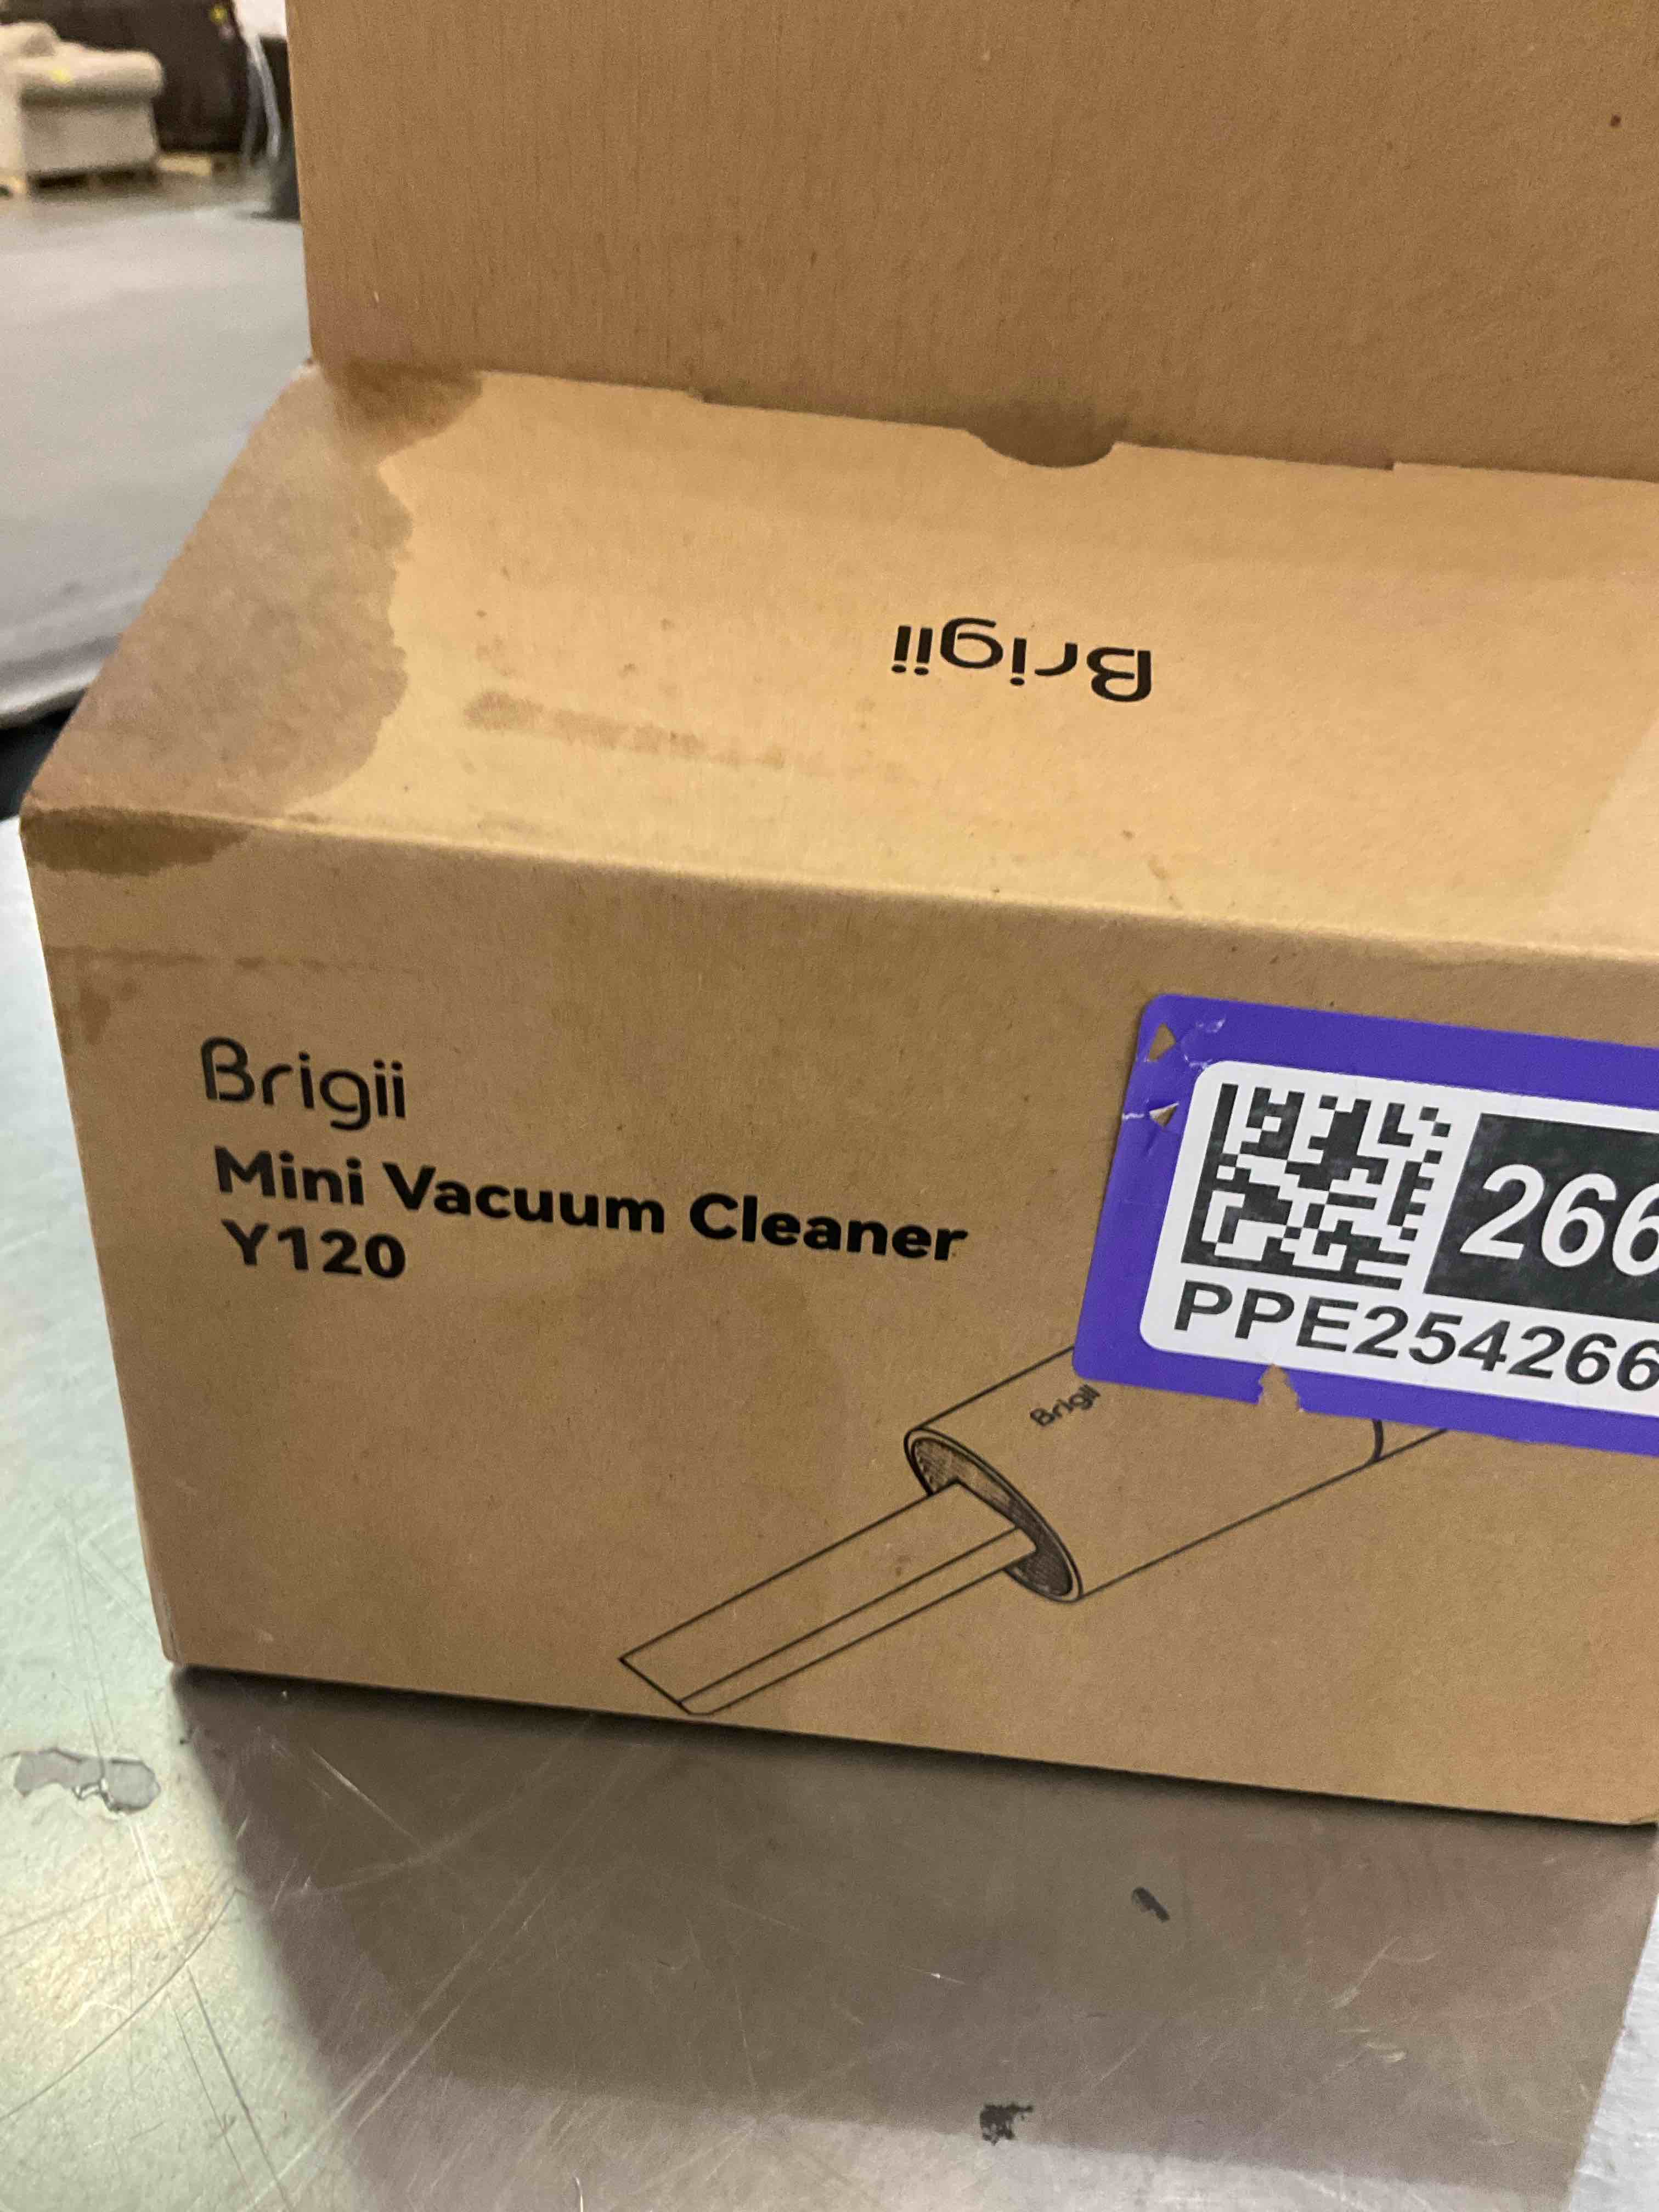 Brigii
Brigii
Mini Vacuum Cleaner
Y120
266
PPE254266
Brigii